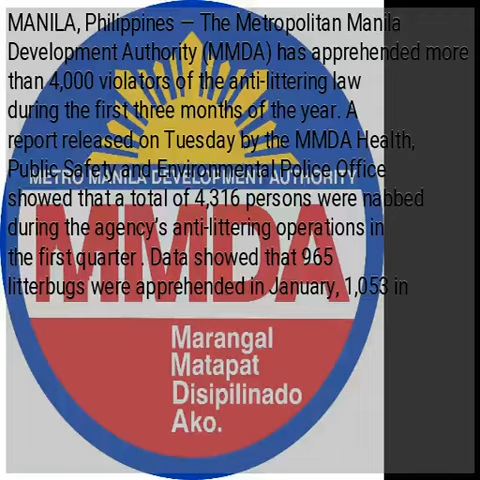 MANILA, Philippines — The Metropolitan Manila
Development Authority (MMDA) has apprehended more
than 4,000 violators of the anti-littering law
during the first three months of the year. A
report released on Tuesday by the MMDA Health,
Public Safety and Environmental Police Office
METRO MANILA DEVELOPMENT AUTHORITY
showed that a total of 4,316 persons were nabbed
during the agency's anti-littering operations in
the first quarter . Data showed that 965
litterbugs were apprehended in January, 1,053 in
MMDA
Marangal
Matapat
Disipilinado
Ako.